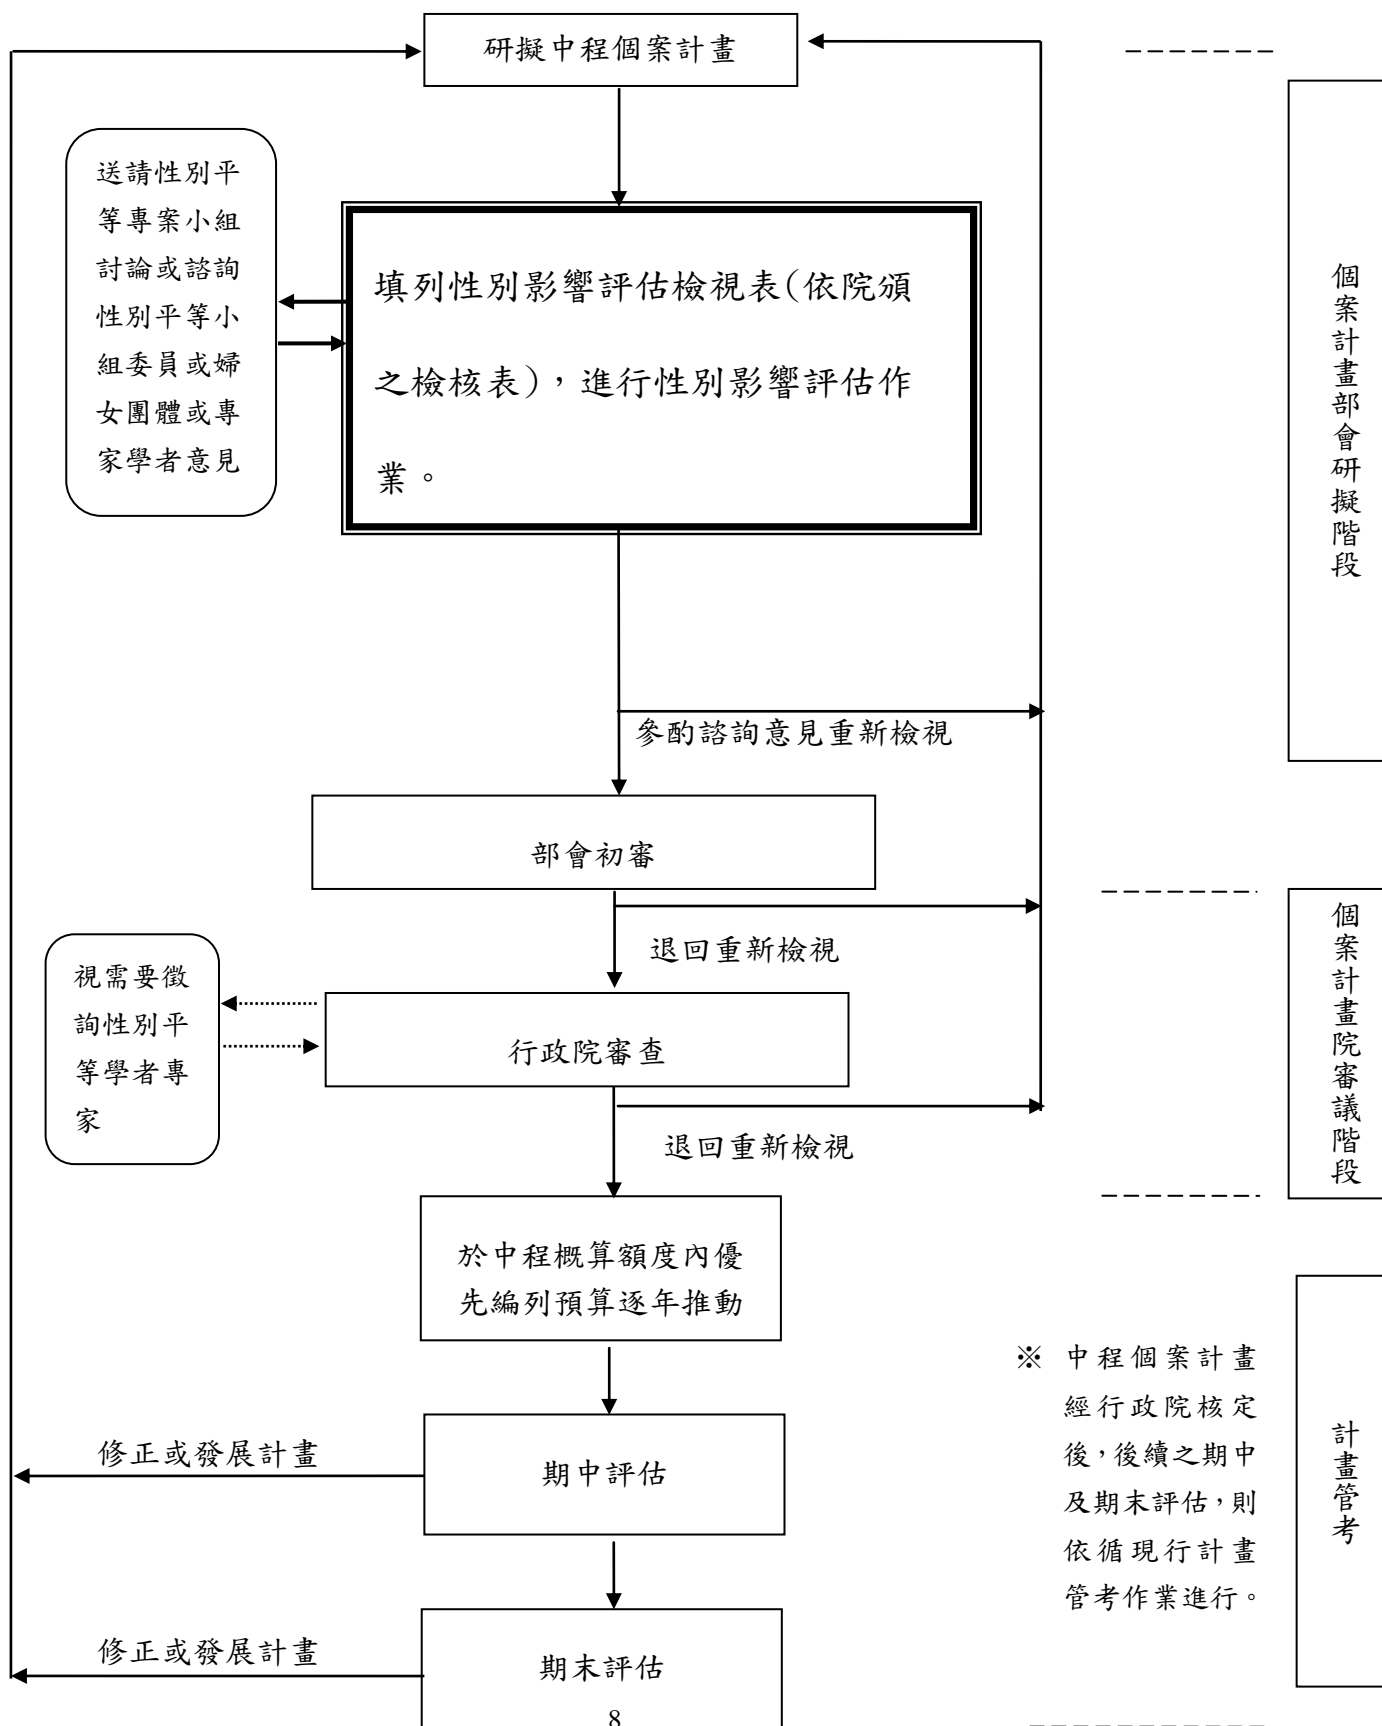 研擬中程個案計畫
送請性別平
等專案小組
討論或諮詢
性別平等小
組委員或婦
女團體或專
家學者意見
填列性別影響評估檢視表(依院頒
之檢核表)，進行性別影響評估作
業。
個案計畫部會研擬階段
參酌諮詢意見重新檢視
部會初審
退回重新檢視
視需要徵
詢性別平
等學者專
家
行政院審查
個案計畫院審議階段
退回重新檢視
於中程概算額度內優
先編列預算逐年推動
※ 中程個案計畫
經行政院核定
後，後續之期中
及期末評估，則
依循現行計畫
管考作業進行。
計畫管考
修正或發展計畫
期中評估
修正或發展計畫
期末評估
8